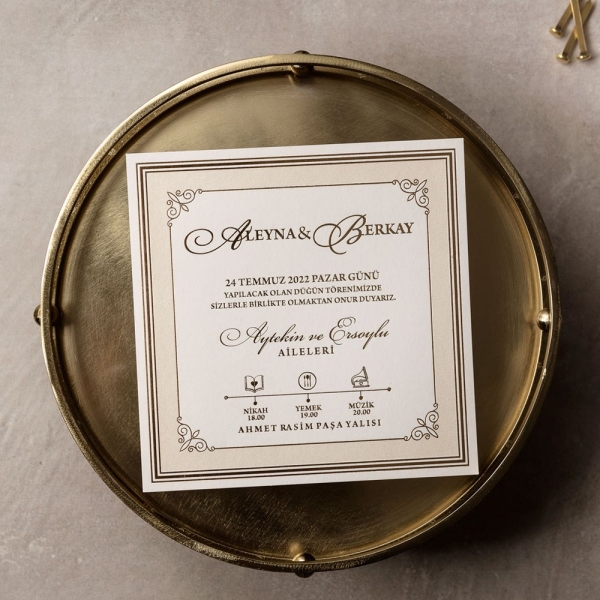 ALEYNA & BERKAY
24 TEMMUZ 2022 PAZAR GÜNÜ
YAPILACAK OLAN DÜĞÜN TÖRENİMİZDE
SİZLERLE BİRLİKTE OLMAKTAN ONUR DUYARIZ.
Aytekin ve Ersoylu
AİLELERİ
NİKAH YEMEK MÜZİK
18.00 19.00 20.00
AHMET RASİM PAŞA YALISI